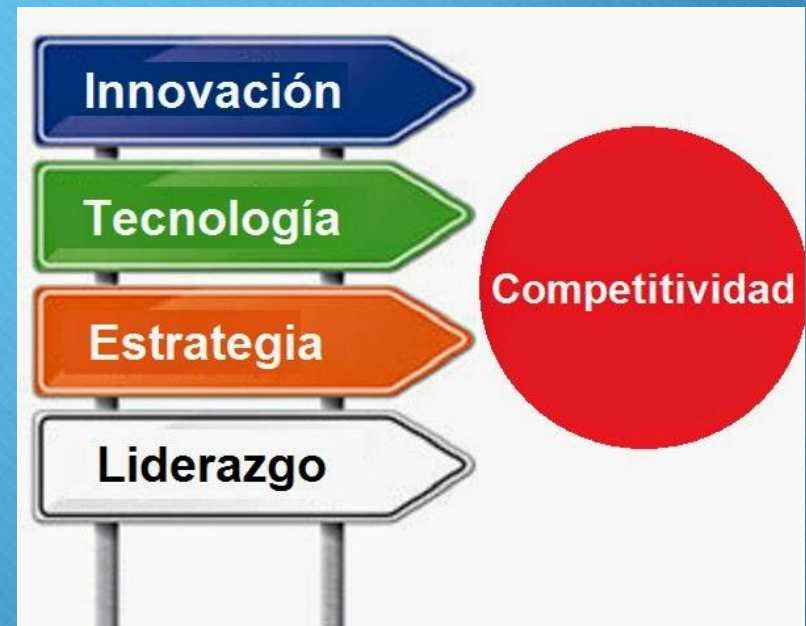 Innovación
Tecnología
Estrategia
Liderazgo
Competitividad